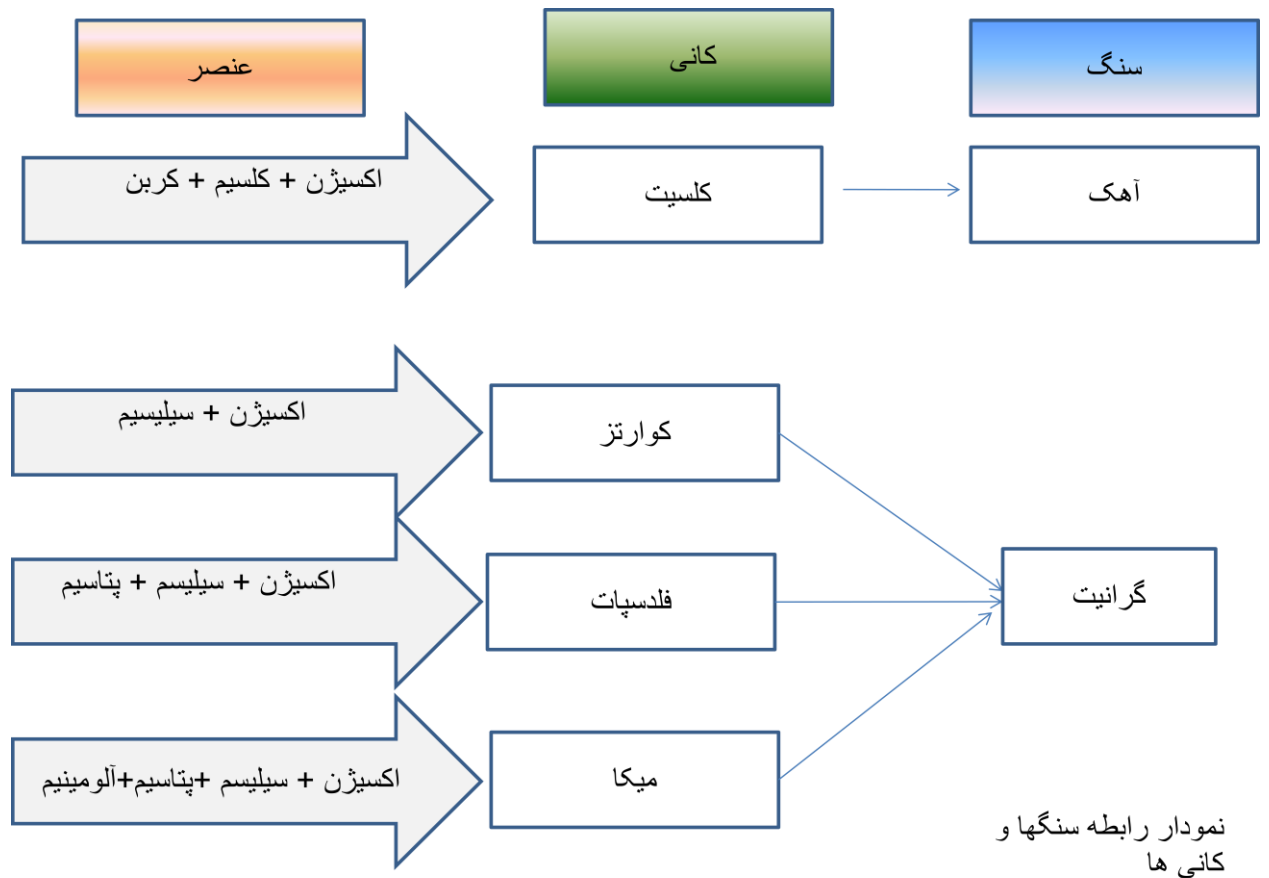 عنصر
کانی
سنگ
اکسیژن + کلسیم + کربن
کلسیت
آهک
اکسیژن + سیلیسیم
کوارتز
اکسیژن + سیلیسم + پتاسیم
فلدسپات
گرانیت
اکسیژن + سیلیسم +پتاسیم+آلومینیم
میکا
نمودار رابطه سنگها و
کانی ها